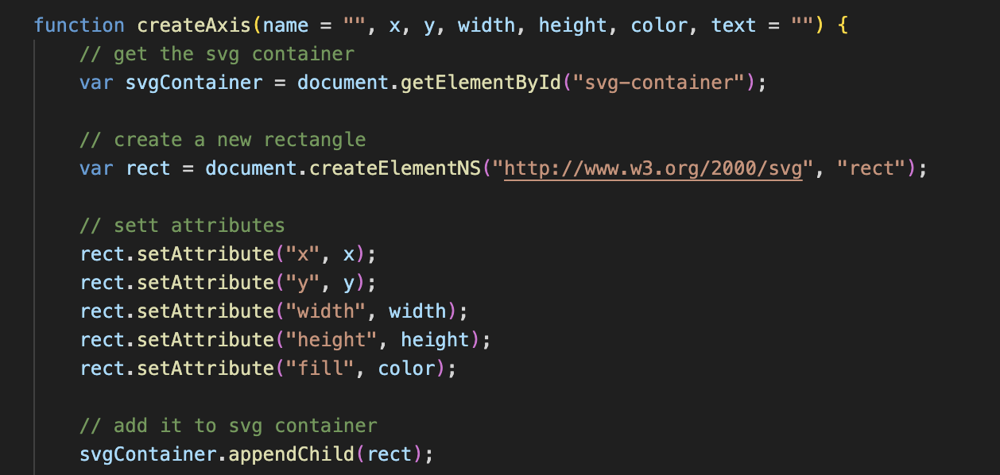 function createAxis(name = "", x, y, width, height, color, text = "") {
// get the svg container
var svgContainer = document.getElementById("svg-container");
// create a new rectangle
var rect = document.createElementNS("http://www.w3.org/2000/svg", "rect");
// sett attributes
rect.setAttribute("x", x);
rect.setAttribute("y", y);
rect.setAttribute("width", width);
rect.setAttribute("height", height);
rect.setAttribute("fill", color);
// add it to svg container
svgContainer.appendChild(rect);